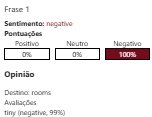 Frase 1
Sentimento: negative
Pontuações
Positivo Neutro Negativo
0% 0% 100%
Opinião
Destino: rooms
Avaliações
tiny (negative, 99%)